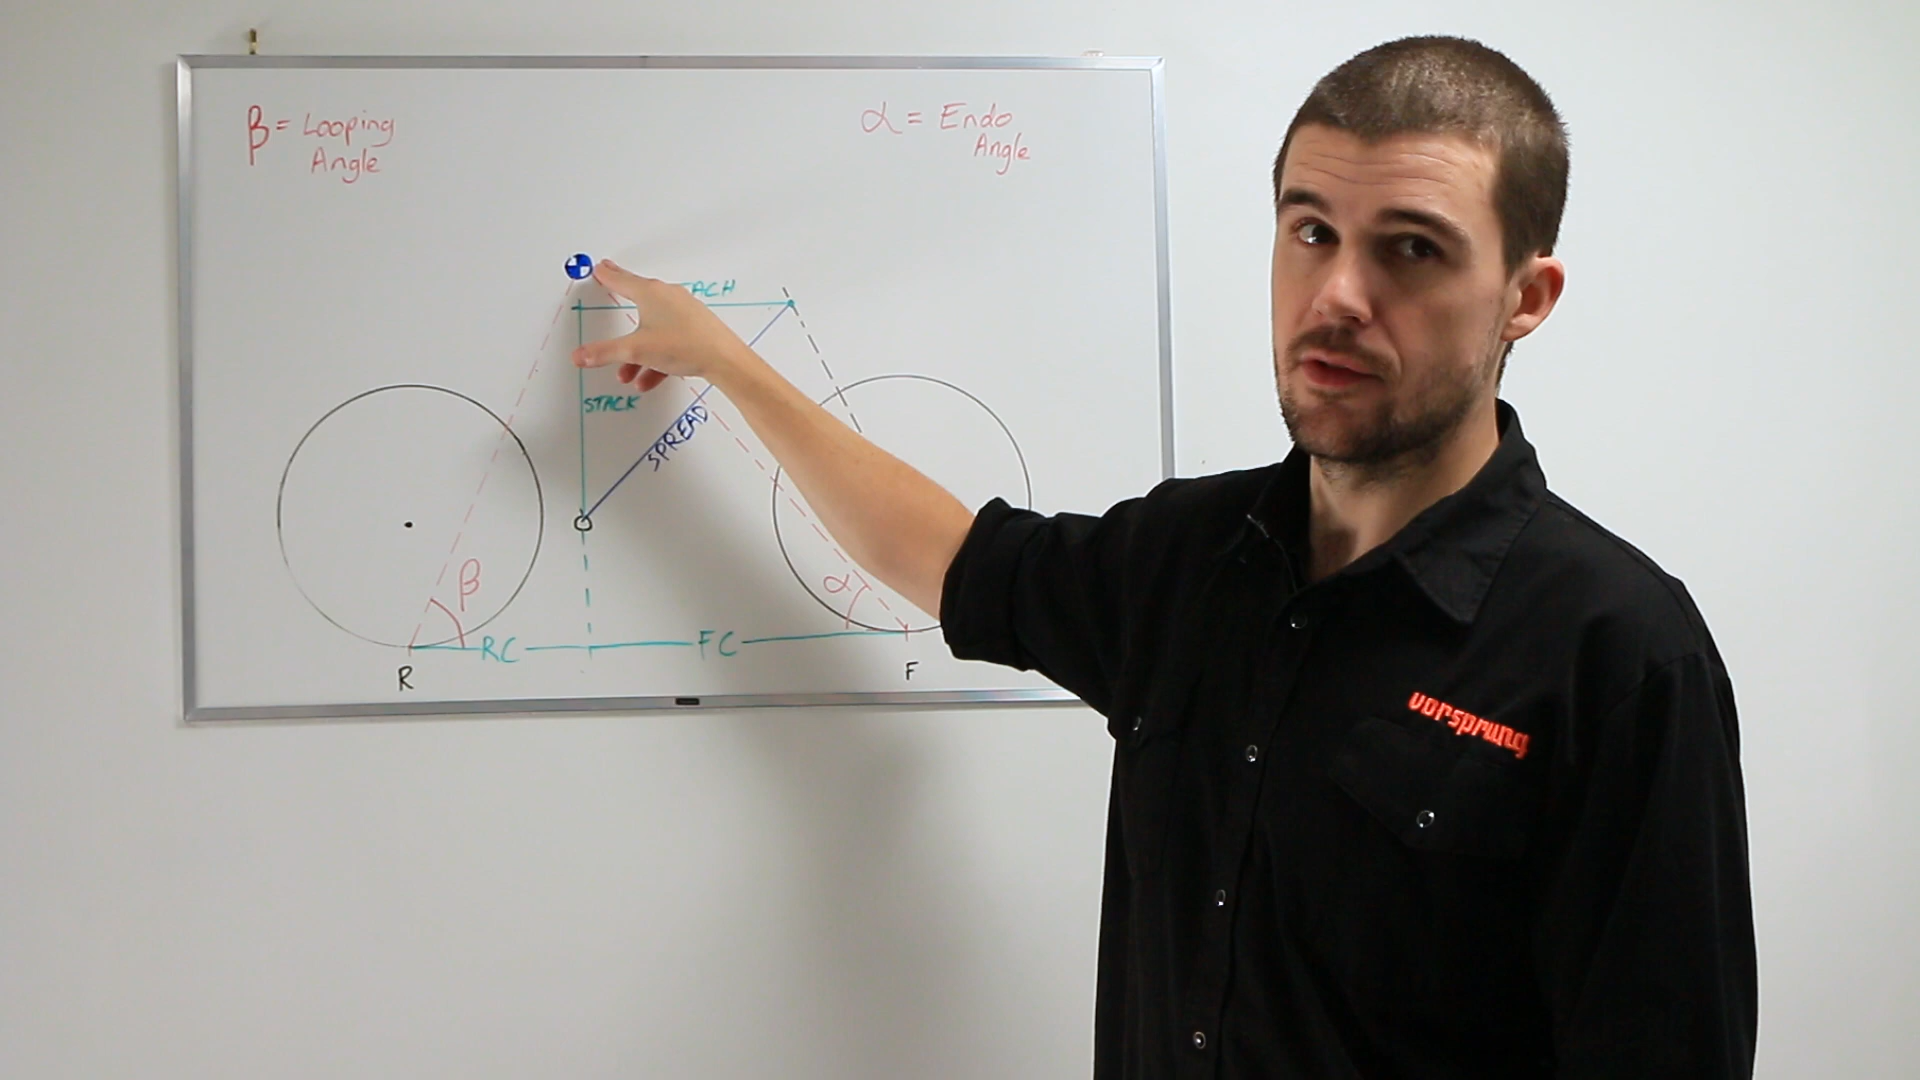 β = Looping
Angle
α = Endo
Angle
STACK
SPREAD
β
α
RC
FC
R
F
vorsprung